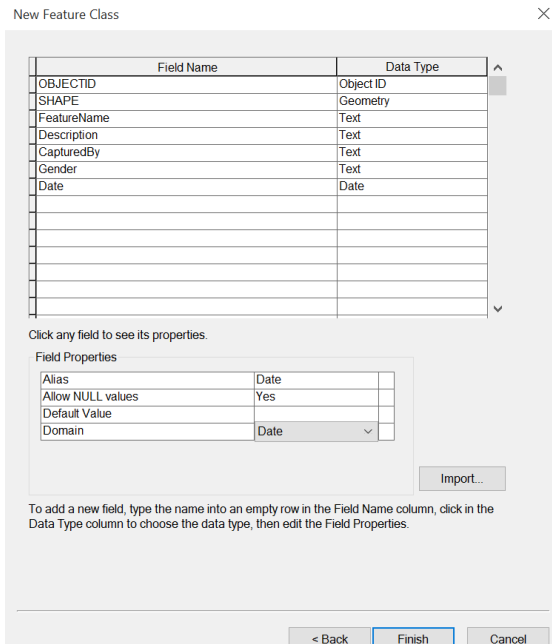 New Feature Class
Field Name Data Type
OBJECTID Object ID
SHAPE Geometry
FeatureName Text
Description Text
CapturedBy Text
Gender Text
Date Date
Click any field to see its properties.
Field Properties
Alias Date
Allow NULL values Yes
Default Value
Domain Date
Import...
To add a new field, type the name into an empty row in the Field Name column, click in the
Data Type column to choose the data type, then edit the Field Properties.
< Back Finish Cancel